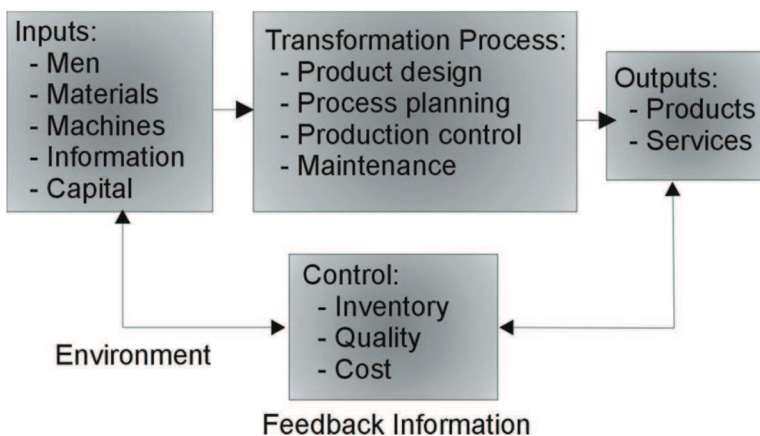 Inputs:
- Men
- Materials
- Machines
- Information
- Capital
Transformation Process:
- Product design
- Process planning
- Production control
- Maintenance
Outputs:
- Products
- Services
Control:
- Inventory
- Quality
- Cost
Environment
Feedback Information